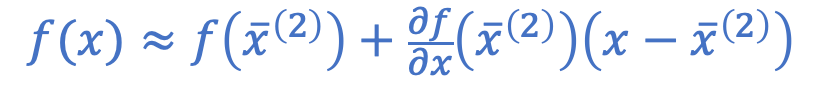 f(x) ≈ f(x̄⁽²⁾) + ∂f/∂x(x̄⁽²⁾)(x − x̄⁽²⁾)